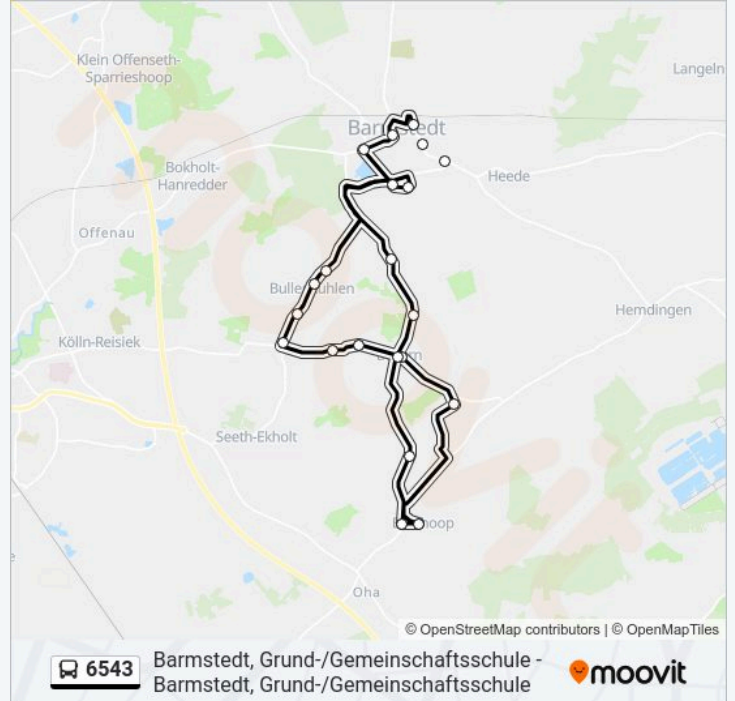 Klein Offenseth-
Sparrieshoop
Langeln
Barmstedt
Bokholt-
Hanredder
Heede
Offenau
Hemdingen
Kölln-Reisiek
Seeth-Ekholt
Oha
© OpenStreetMap contributors | © OpenMapTiles
6543
Barmstedt, Grund-/Gemeinschaftsschule -
Barmstedt, Grund-/Gemeinschaftsschule
moovit